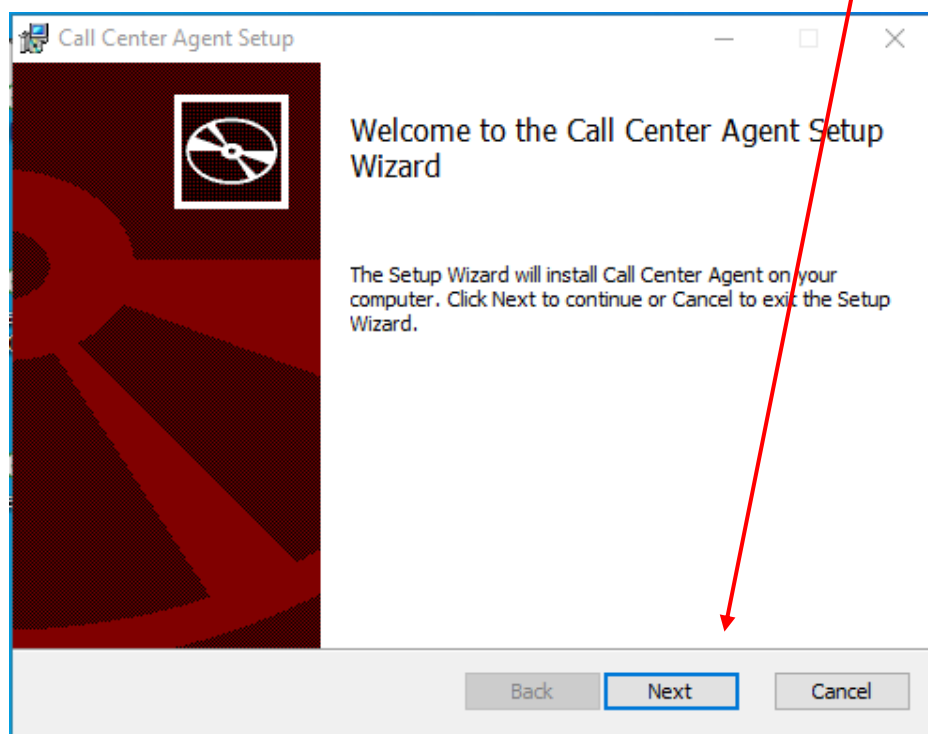 Call Center Agent Setup
Welcome to the Call Center Agent Setup
Wizard
The Setup Wizard will install Call Center Agent on your
computer. Click Next to continue or Cancel to exit the Setup
Wizard.
Back Next Cancel